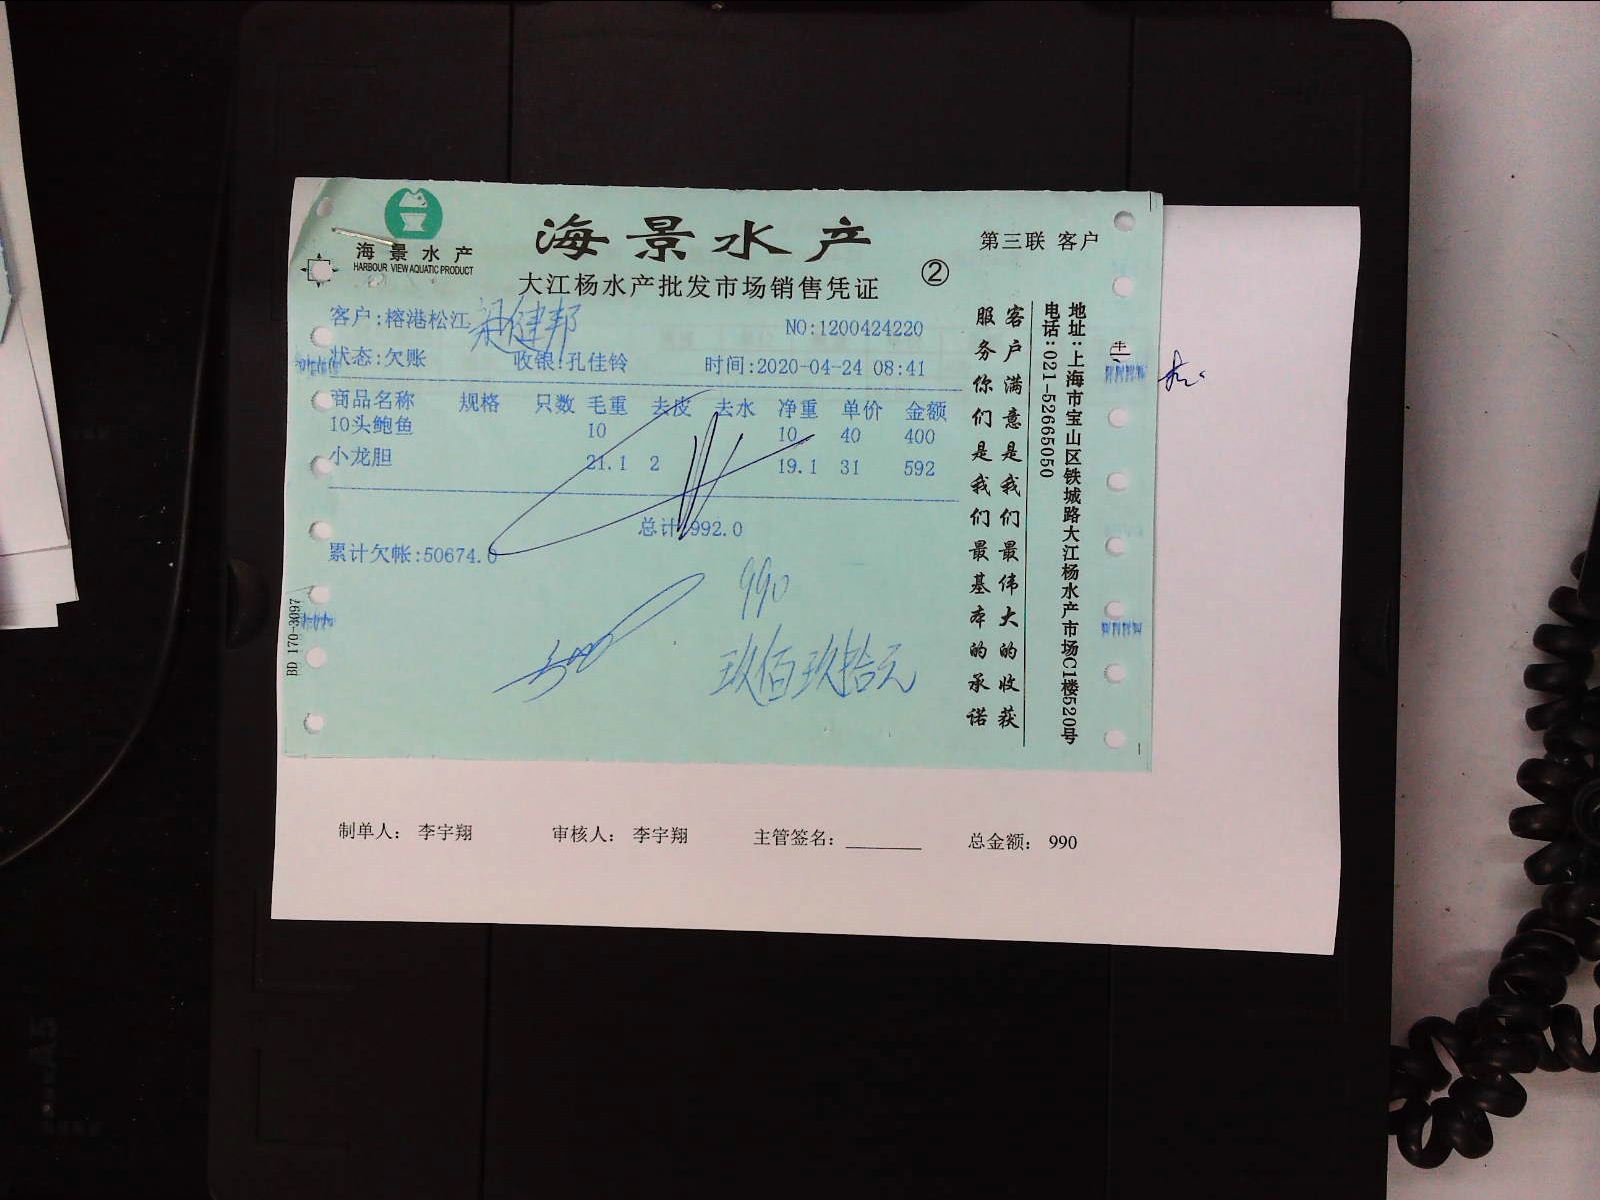 海景水产
HARBOUR VIEW AQUATIC PRODUCT
海景水产
第三联 客户
大江杨水产批发市场销售凭证 ②
客户:榕港松江 梁健邦
NO:1200424220
状态:欠账 收银:孔佳铃 时间:2020-04-24 08:41
商品名称 规格 只数 毛重 去皮 去水 净重 单价 金额
10头鲍鱼 10 10 40 400
小龙胆 21.1 2 19.1 31 592
总计:992.0
累计欠帐:50674.0
990
玖佰玖拾元
客户满意是我们最伟大的收获
服务你们是我们最基本的承诺
地址:上海市宝山区铁城路大江杨水产市场C1楼520号
电话:021-52665050
BD 170-3097
制单人: 李宇翔 审核人: 李宇翔 主管签名:________ 总金额: 990